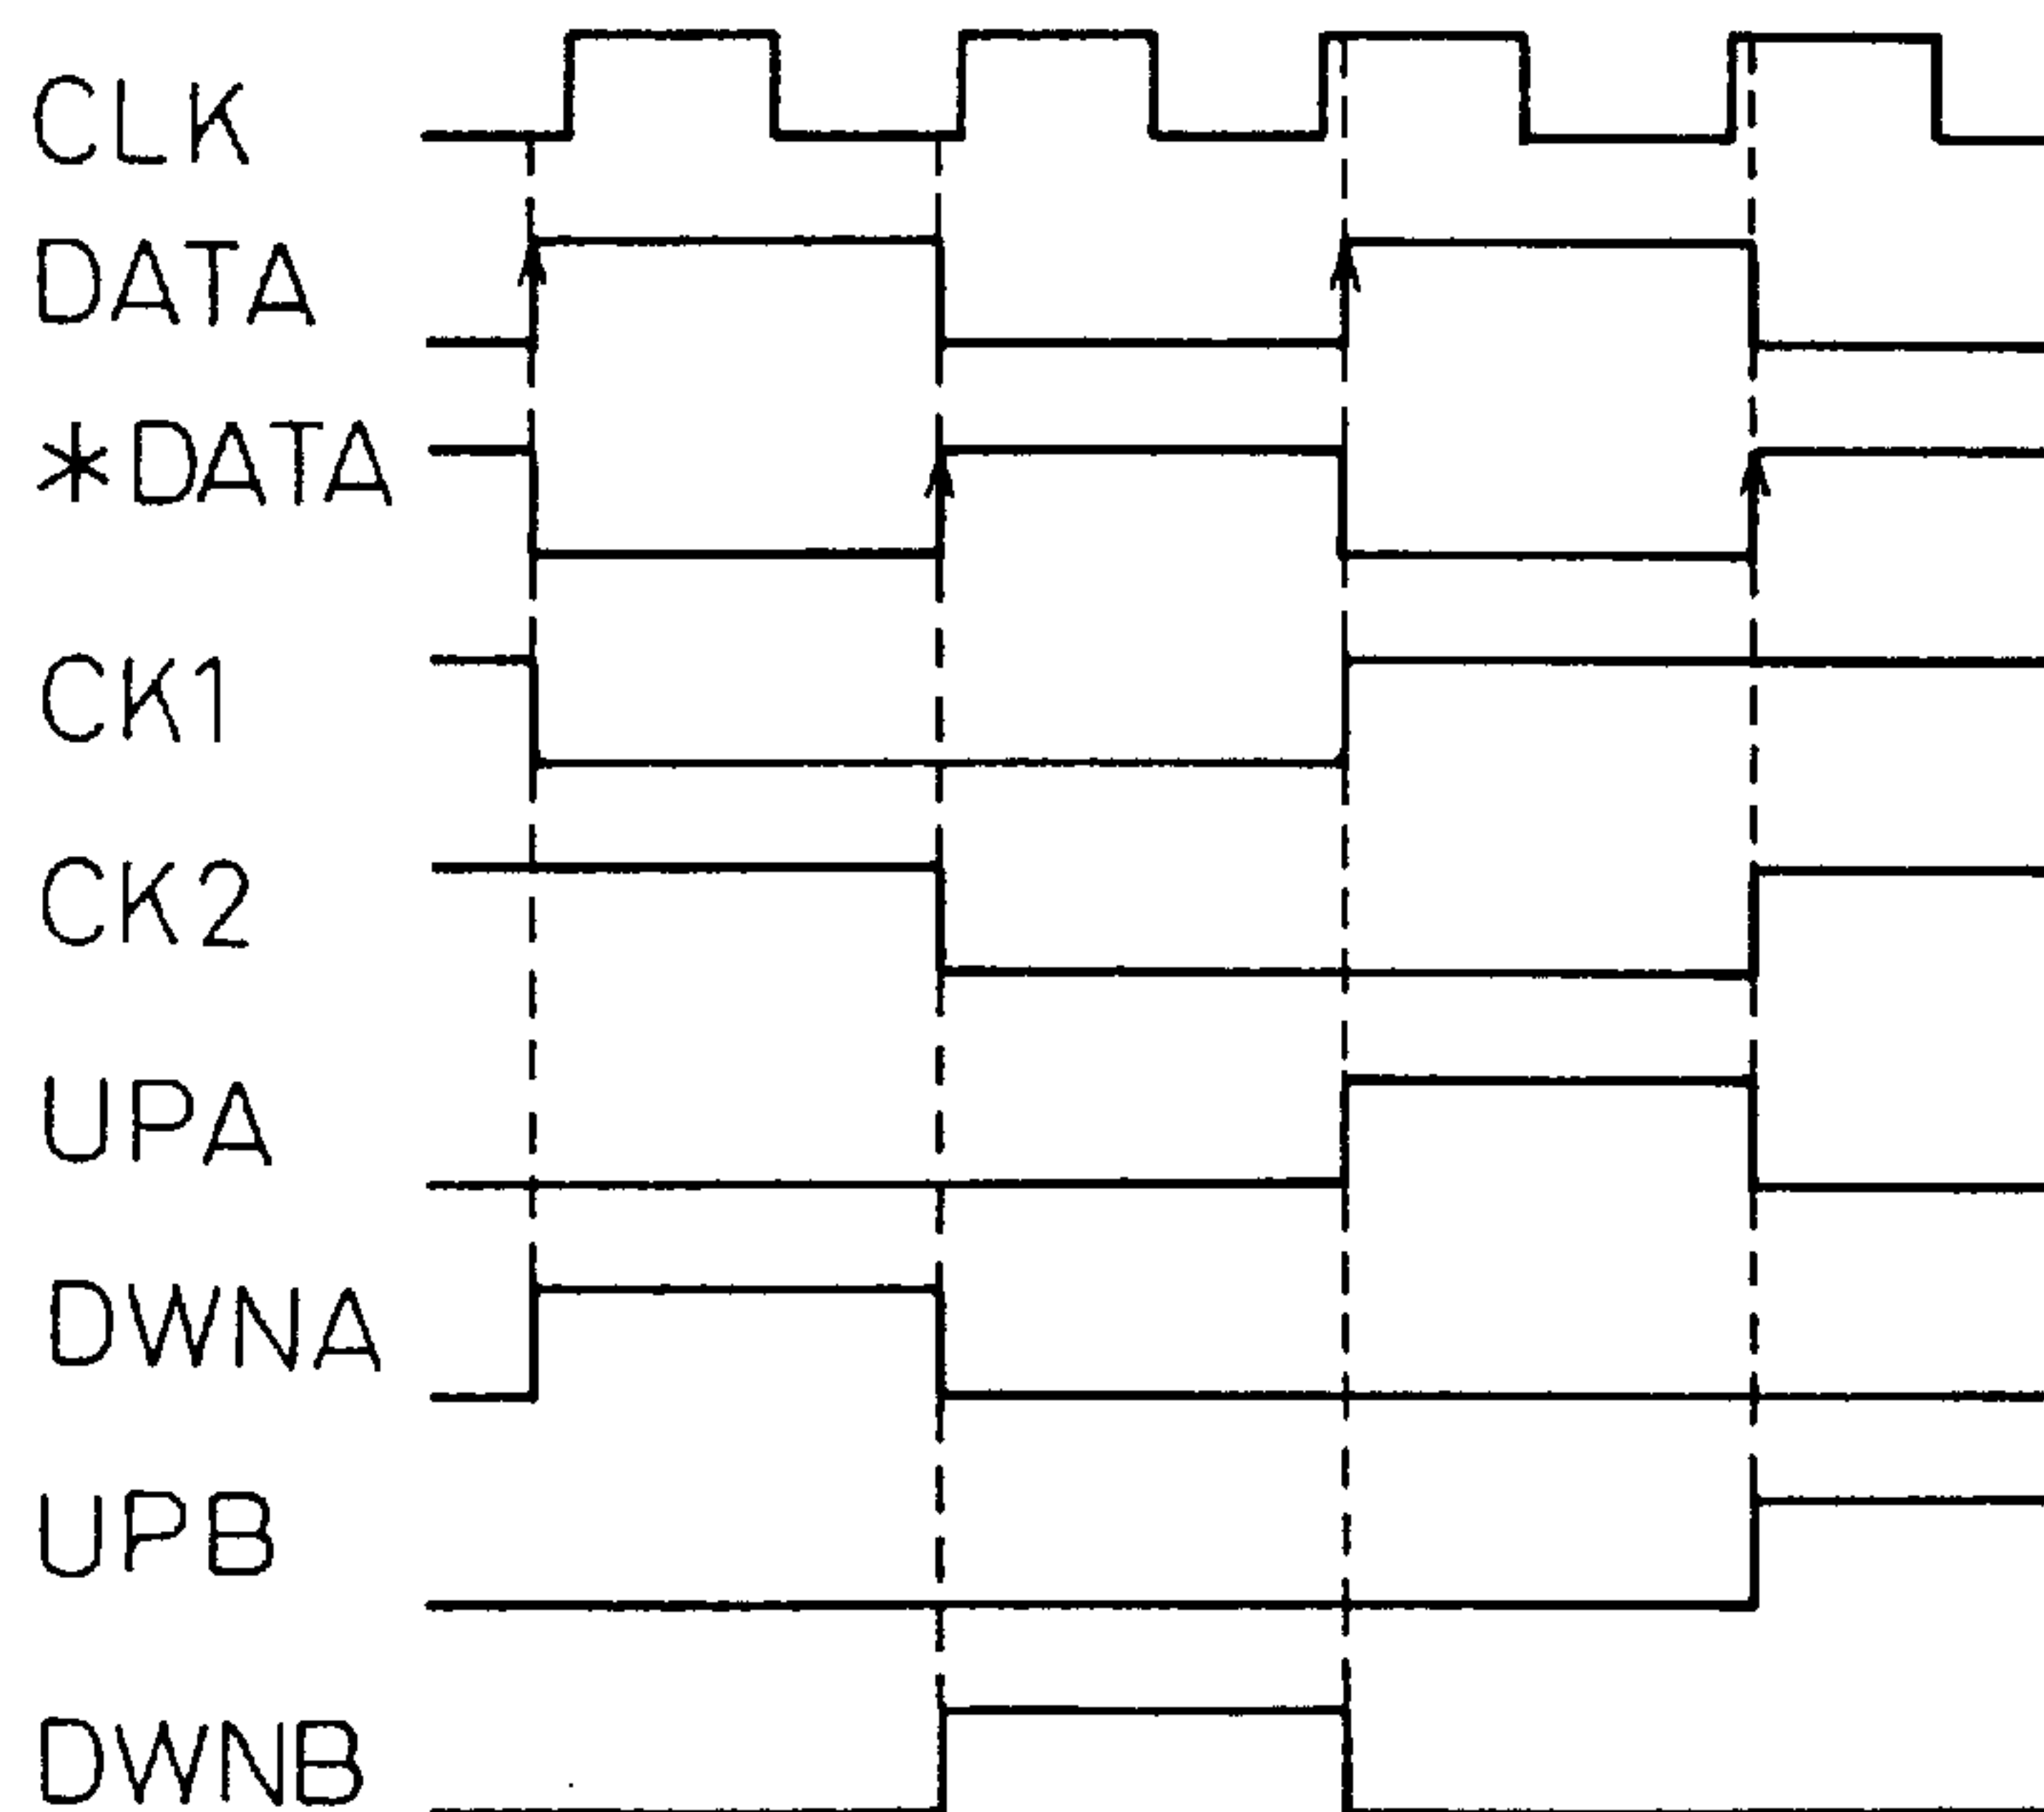 CLK
DATA
*DATA
CK1
CK2
UPA
DWNA
UPB
DWNB